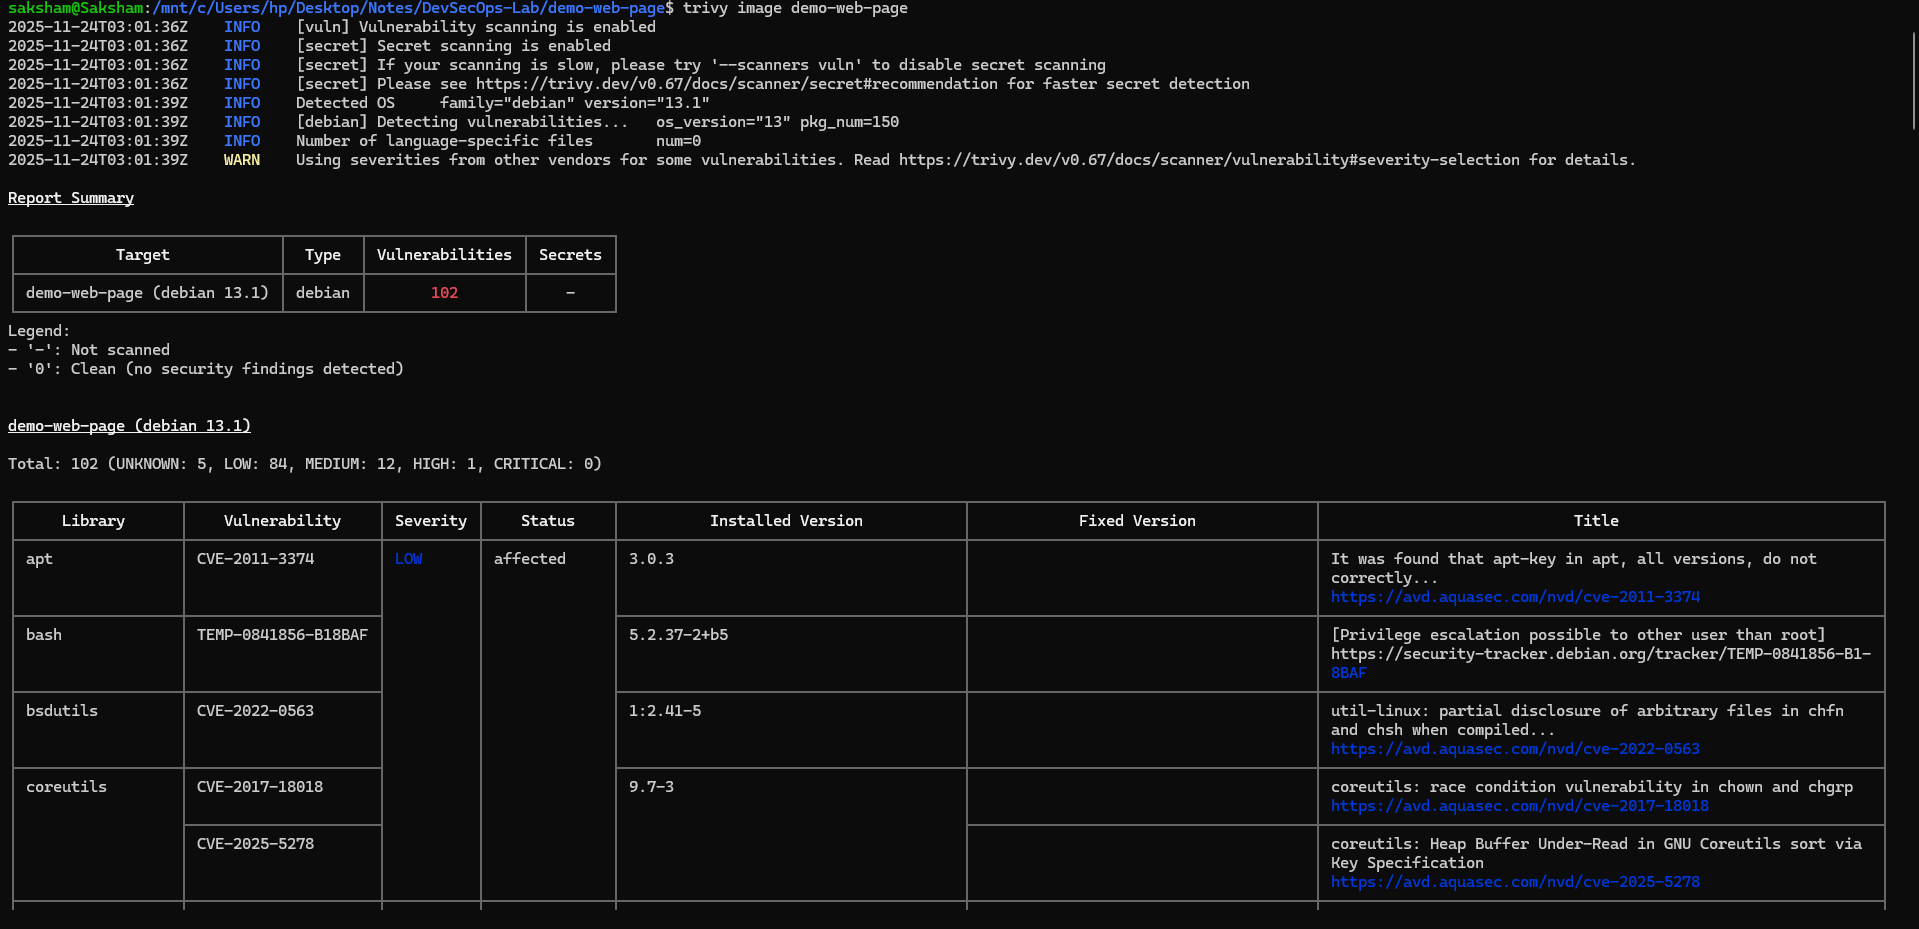 saksham@Saksham:/mnt/c/Users/hp/Desktop/Notes/DevSecOps-Lab/demo-web-page$ trivy image demo-web-page
2025-11-24T03:01:36Z INFO [vuln] Vulnerability scanning is enabled
2025-11-24T03:01:36Z INFO [secret] Secret scanning is enabled
2025-11-24T03:01:36Z INFO [secret] If your scanning is slow, please try '--scanners vuln' to disable secret scanning
2025-11-24T03:01:36Z INFO [secret] Please see https://trivy.dev/v0.67/docs/scanner/secret#recommendation for faster secret detection
2025-11-24T03:01:39Z INFO Detected OS family="debian" version="13.1"
2025-11-24T03:01:39Z INFO [debian] Detecting vulnerabilities... os_version="13" pkg_num=150
2025-11-24T03:01:39Z INFO Number of language-specific files num=0
2025-11-24T03:01:39Z WARN Using severities from other vendors for some vulnerabilities. Read https://trivy.dev/v0.67/docs/scanner/vulnerability#severity-selection for details.
Report Summary
Target Type Vulnerabilities Secrets
demo-web-page (debian 13.1) debian 102 -
Legend:
- '-': Not scanned
- '0': Clean (no security findings detected)
demo-web-page (debian 13.1)
Total: 102 (UNKNOWN: 5, LOW: 84, MEDIUM: 12, HIGH: 1, CRITICAL: 0)
Library Vulnerability Severity Status Installed Version Fixed Version Title
apt CVE-2011-3374 LOW affected 3.0.3 It was found that apt-key in apt, all versions, do not
correctly...
https://avd.aquasec.com/nvd/cve-2011-3374
bash TEMP-0841856-B18BAF 5.2.37-2+b5 [Privilege escalation possible to other user than root]
https://security-tracker.debian.org/tracker/TEMP-0841856-B1-
8BAF
bsdutils CVE-2022-0563 1:2.41-5 util-linux: partial disclosure of arbitrary files in chfn
and chsh when compiled...
https://avd.aquasec.com/nvd/cve-2022-0563
coreutils CVE-2017-18018 9.7-3 coreutils: race condition vulnerability in chown and chgrp
https://avd.aquasec.com/nvd/cve-2017-18018
CVE-2025-5278 coreutils: Heap Buffer Under-Read in GNU Coreutils sort via
Key Specification
https://avd.aquasec.com/nvd/cve-2025-5278